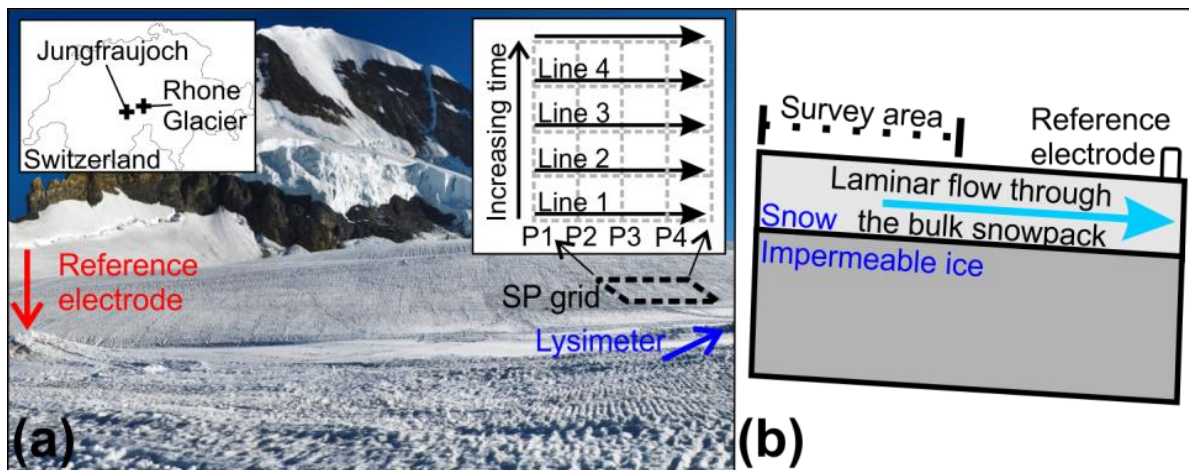 Jungfraujoch
Rhone
Glacier
Switzerland
Increasing time
Line 4
Line 3
Line 2
Line 1
P1 P2 P3 P4
Reference
electrode
SP grid
Lysimeter
(a)
Survey area
Reference
electrode
Laminar flow through
the bulk snowpack
Snow
Impermeable ice
(b)